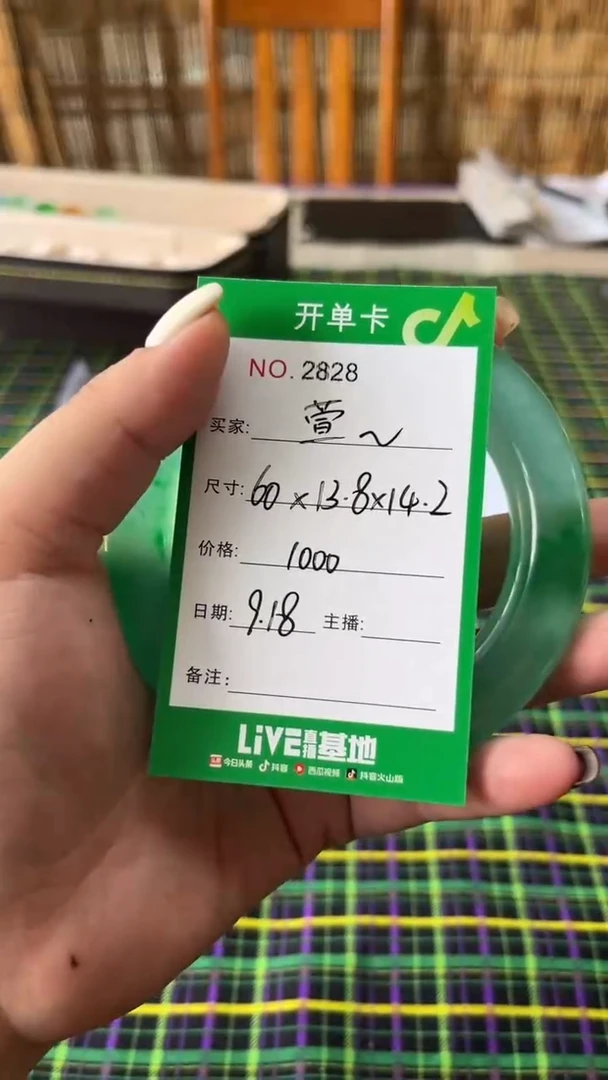 开单卡
NO. 2828
买家: 萱~
尺寸: 60×13.8×14.2
价格: 1000
日期: 9.18 主播:
备注:
LiVE直播基地
今日头条 抖音 西瓜视频 抖音火山版